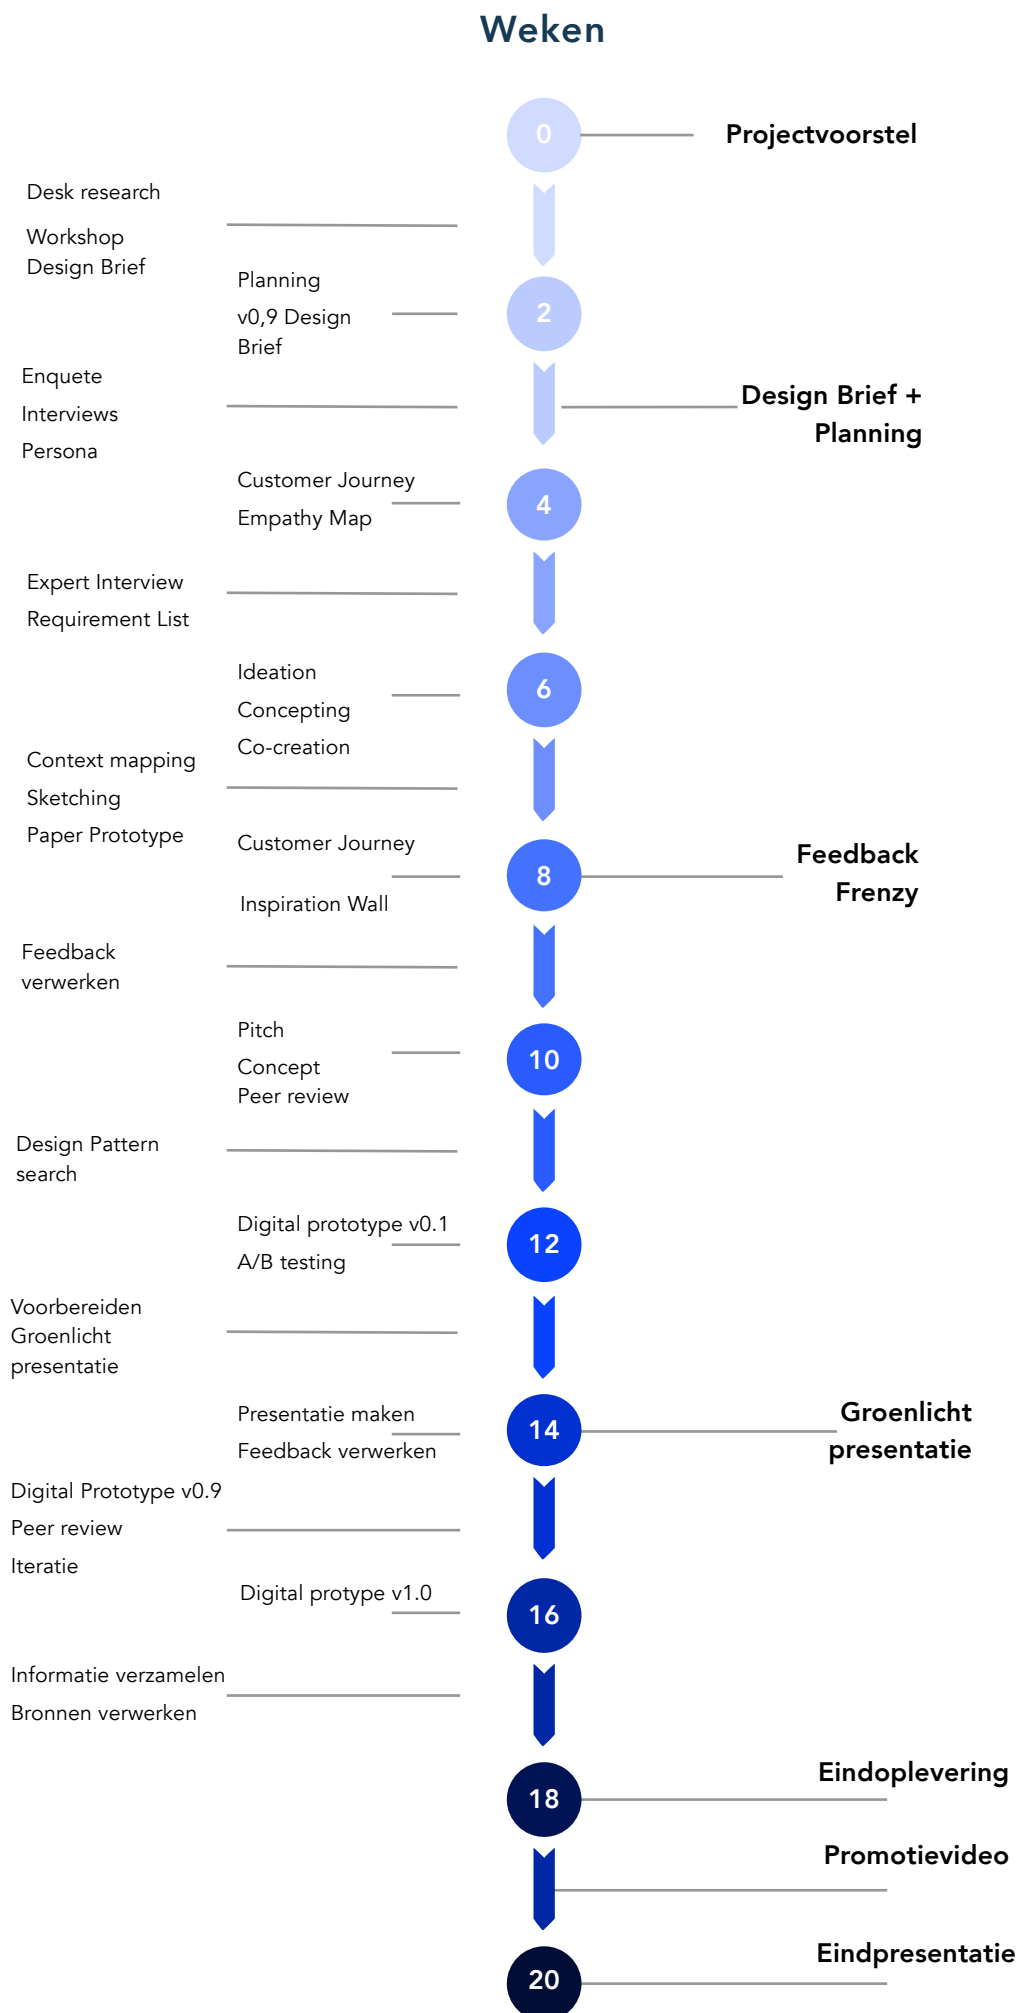 Weken
0
Projectvoorstel
Desk research
Workshop
Design Brief
Planning
v0,9 Design
Brief
2
Enquete
Interviews
Persona
Design Brief +
Planning
Customer Journey
Empathy Map
4
Expert Interview
Requirement List
Ideation
Concepting
Co-creation
6
Context mapping
Sketching
Paper Prototype
Customer Journey
Inspiration Wall
8
Feedback
Frenzy
Feedback
verwerken
Pitch
Concept
Peer review
10
Design Pattern
search
Digital prototype v0.1
A/B testing
12
Voorbereiden
Groenlicht
presentatie
Presentatie maken
Feedback verwerken
14
Groenlicht
presentatie
Digital Prototype v0.9
Peer review
Iteratie
Digital protype v1.0
16
Informatie verzamelen
Bronnen verwerken
18
Eindoplevering
Promotievideo
20
Eindpresentatie